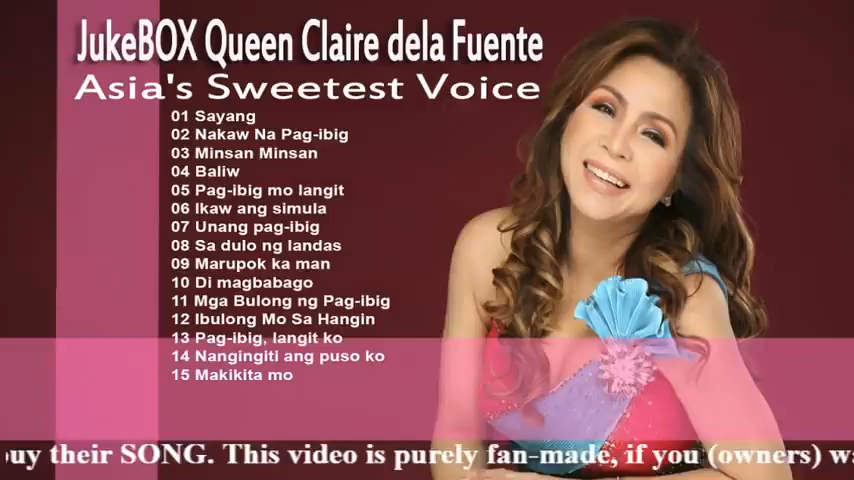 JukeBOX Queen Claire dela Fuente
Asia's Sweetest Voice
01 Sayang
02 Nakaw Na Pag-ibig
03 Minsan Minsan
04 Baliw
05 Pag-ibig mo langit
06 Ikaw ang simula
07 Unang pag-ibig
08 Sa dulo ng landas
09 Marupok ka man
10 Di magbabago
11 Mga Bulong ng Pag-ibig
12 Ibulong Mo Sa Hangin
13 Pag-ibig, langit ko
14 Nangingiti ang puso ko
15 Makikita mo
their SONG. This video is purely fan-made, if you (owners)